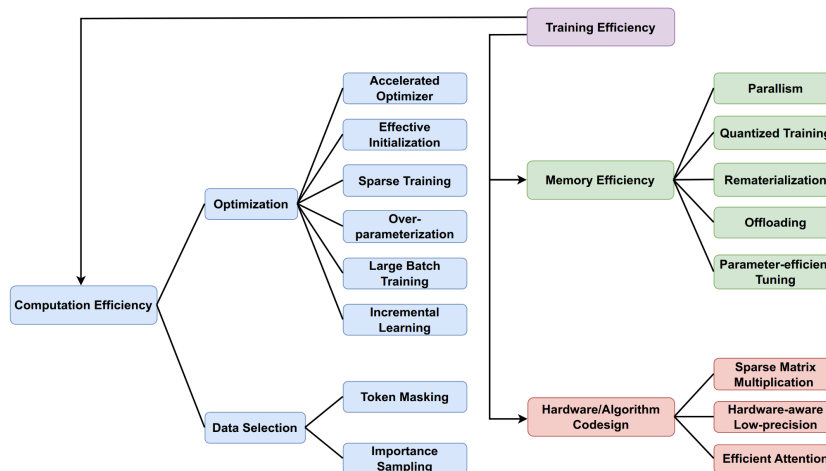 Training Efficiency
Accelerated
Optimizer
Effective
Initialization
Sparse Training
Optimization
Over-
parameterization
Large Batch
Training
Incremental
Learning
Computation Efficiency
Data Selection
Token Masking
Importance
Sampling
Memory Efficiency
Parallism
Quantized Training
Rematerialization
Offloading
Parameter-efficien
Tuning
Hardware/Algorithm
Codesign
Sparse Matrix
Multiplication
Hardware-aware
Low-precision
Efficient Attention